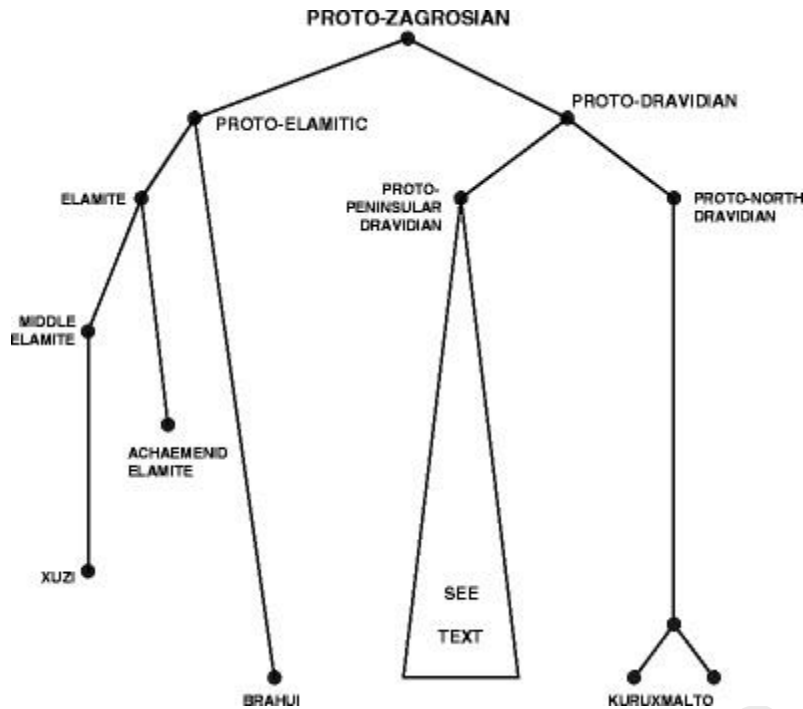 PROTO-ZAGROSIAN
PROTO-ELAMITIC
PROTO-DRAVIDIAN
ELAMITE
PROTO-
PENINSULAR
DRAVIDIAN
PROTO-NORTH
DRAVIDIAN
MIDDLE
ELAMITE
ACHAEMENID
ELAMITE
XUZI
SEE
TEXT
BRAHUI
KURUXMALTO